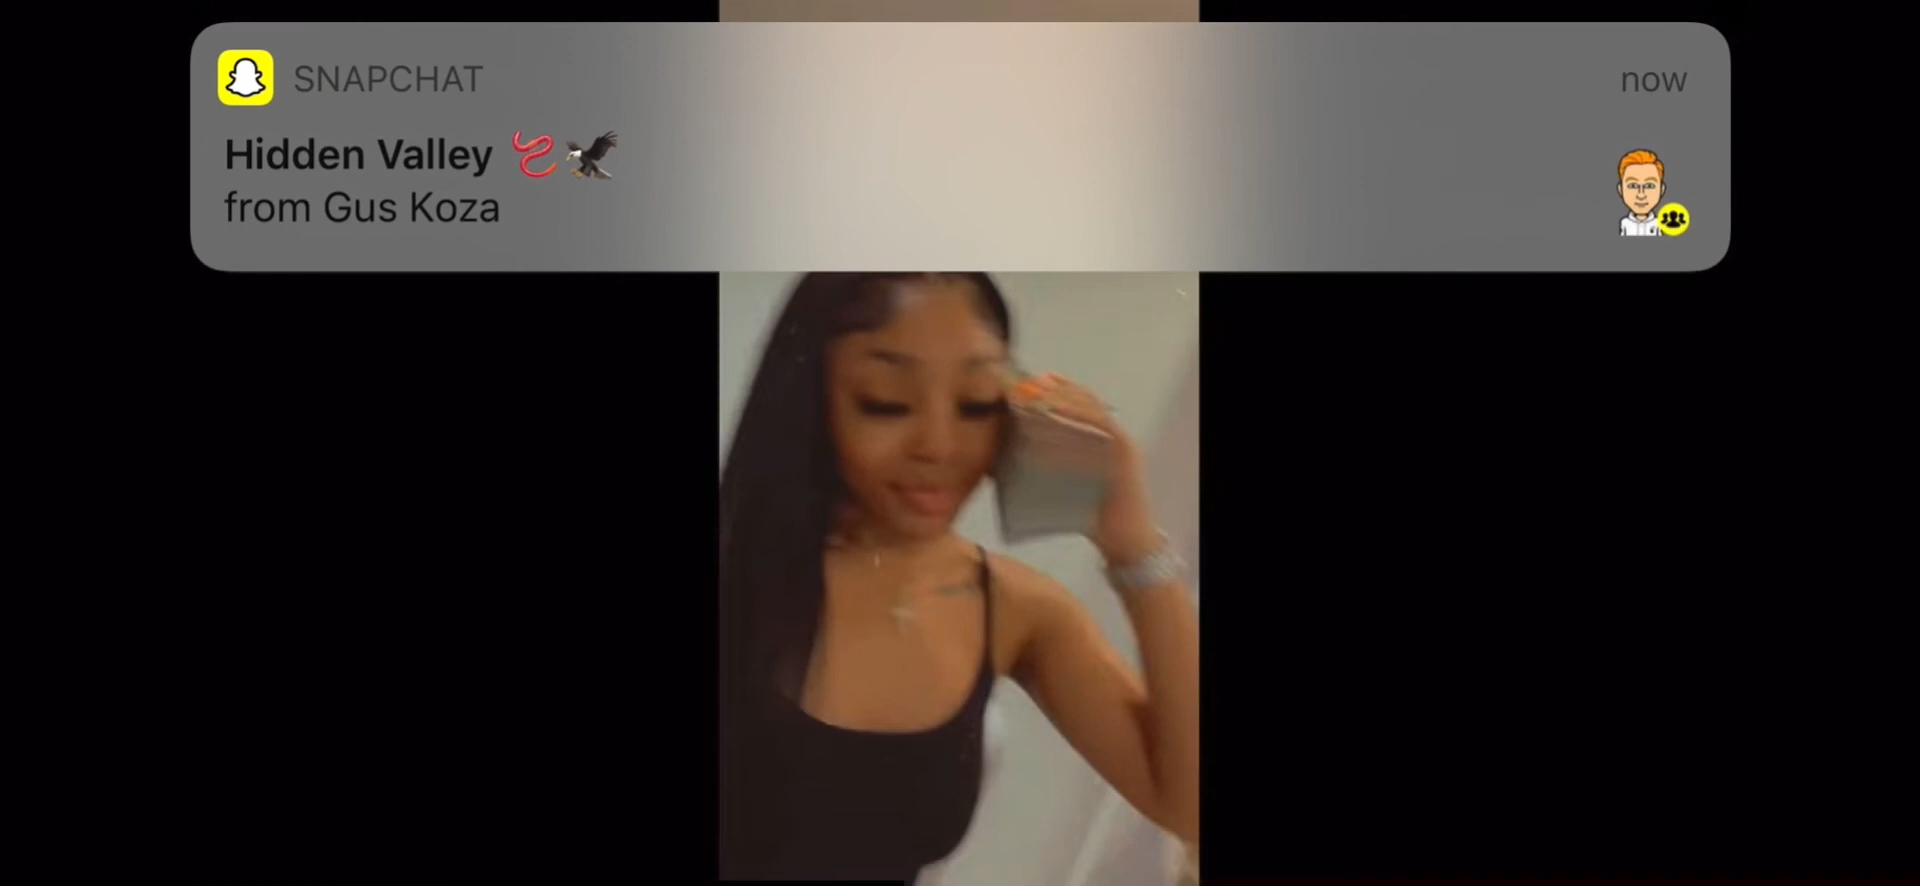 SNAPCHAT
now
Hidden Valley 🪱🦅
from Gus Koza